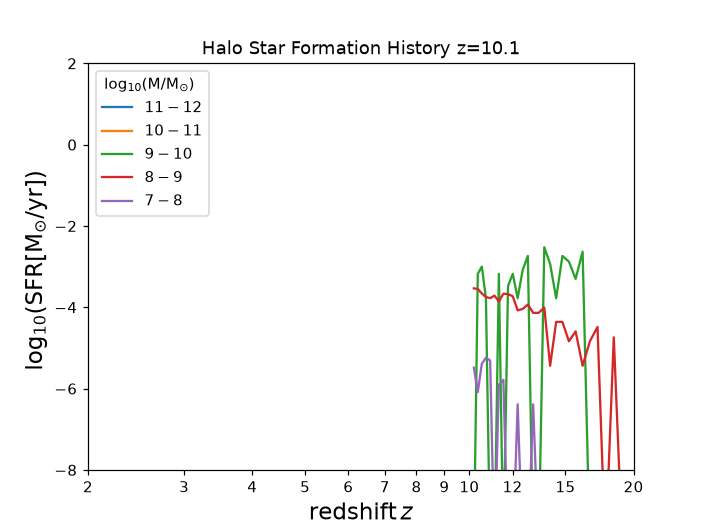 Halo Star Formation History z=10.1
log₁₀(M/M⊙)
11 − 12
10 − 11
9 − 10
8 − 9
7 − 8
2
0
−2
−4
−6
−8
log₁₀(SFR[M⊙/yr])
2 3 4 5 6 7 8 9 10 12 15 20
redshift z